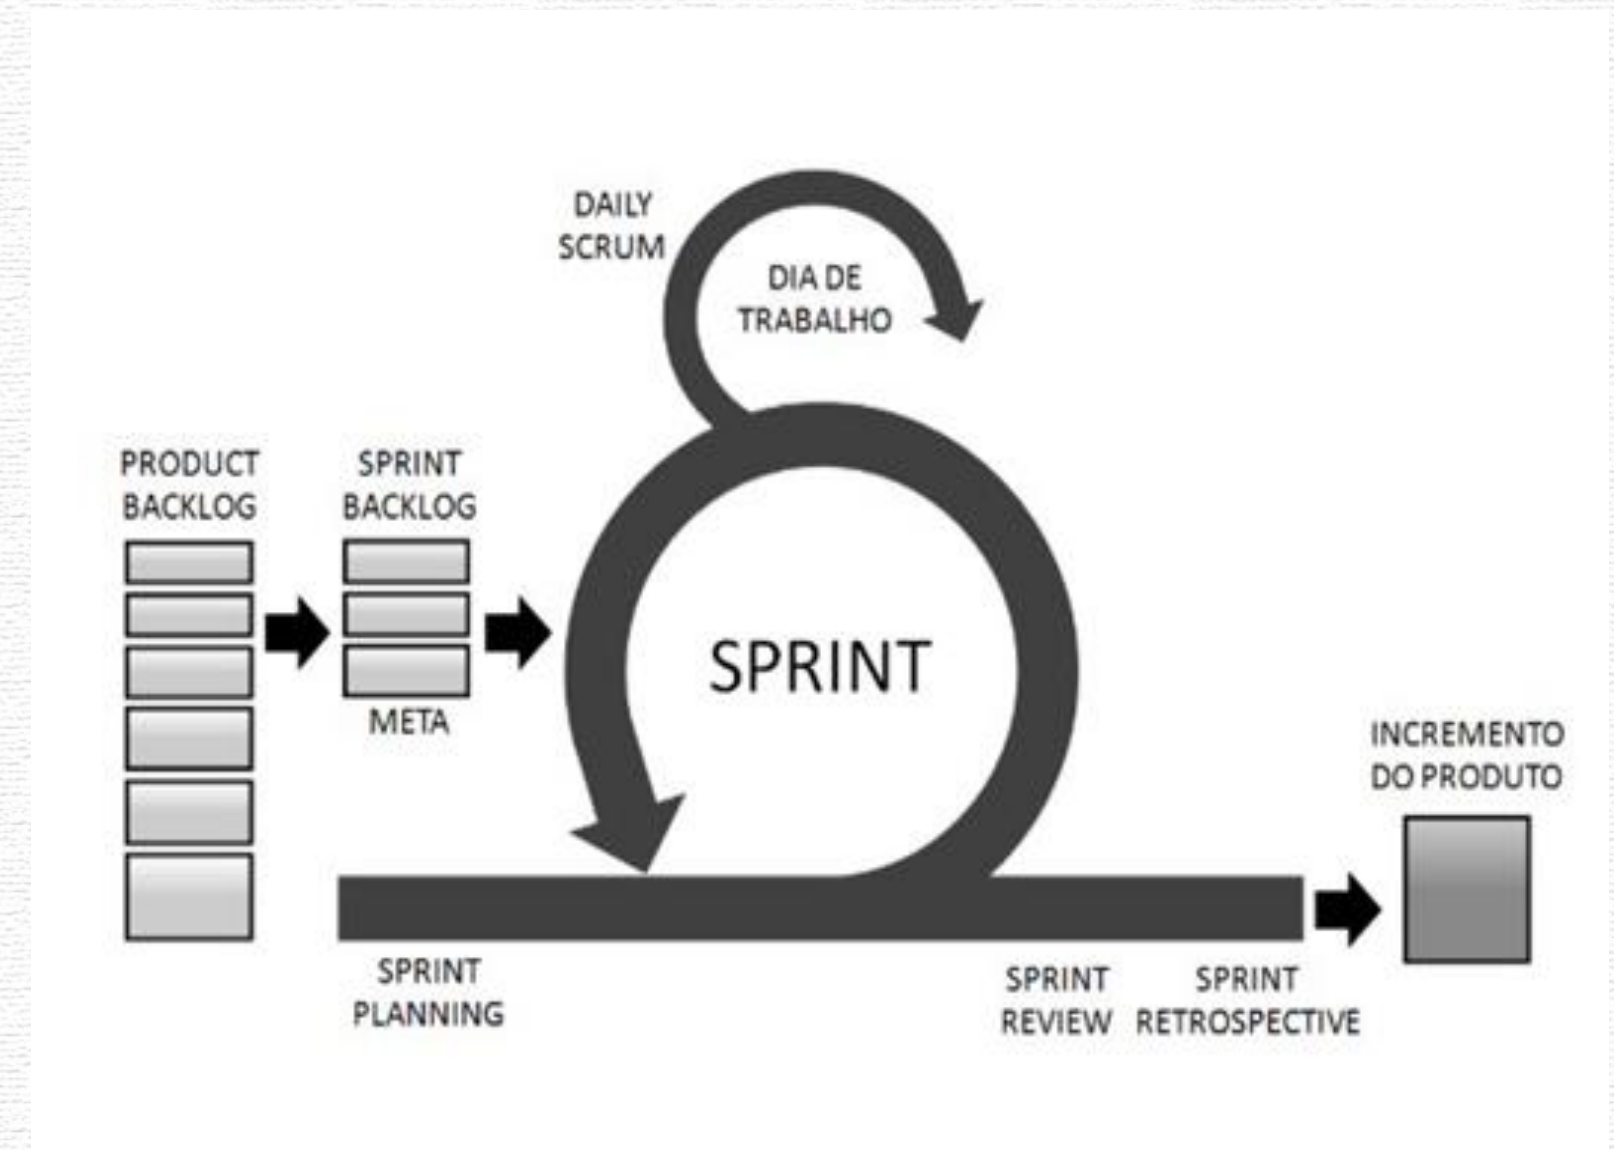 DAILY
SCRUM
DIA DE
TRABALHO
PRODUCT
BACKLOG
SPRINT
BACKLOG
META
SPRINT
INCREMENTO
DO PRODUTO
SPRINT
PLANNING
SPRINT
REVIEW
SPRINT
RETROSPECTIVE